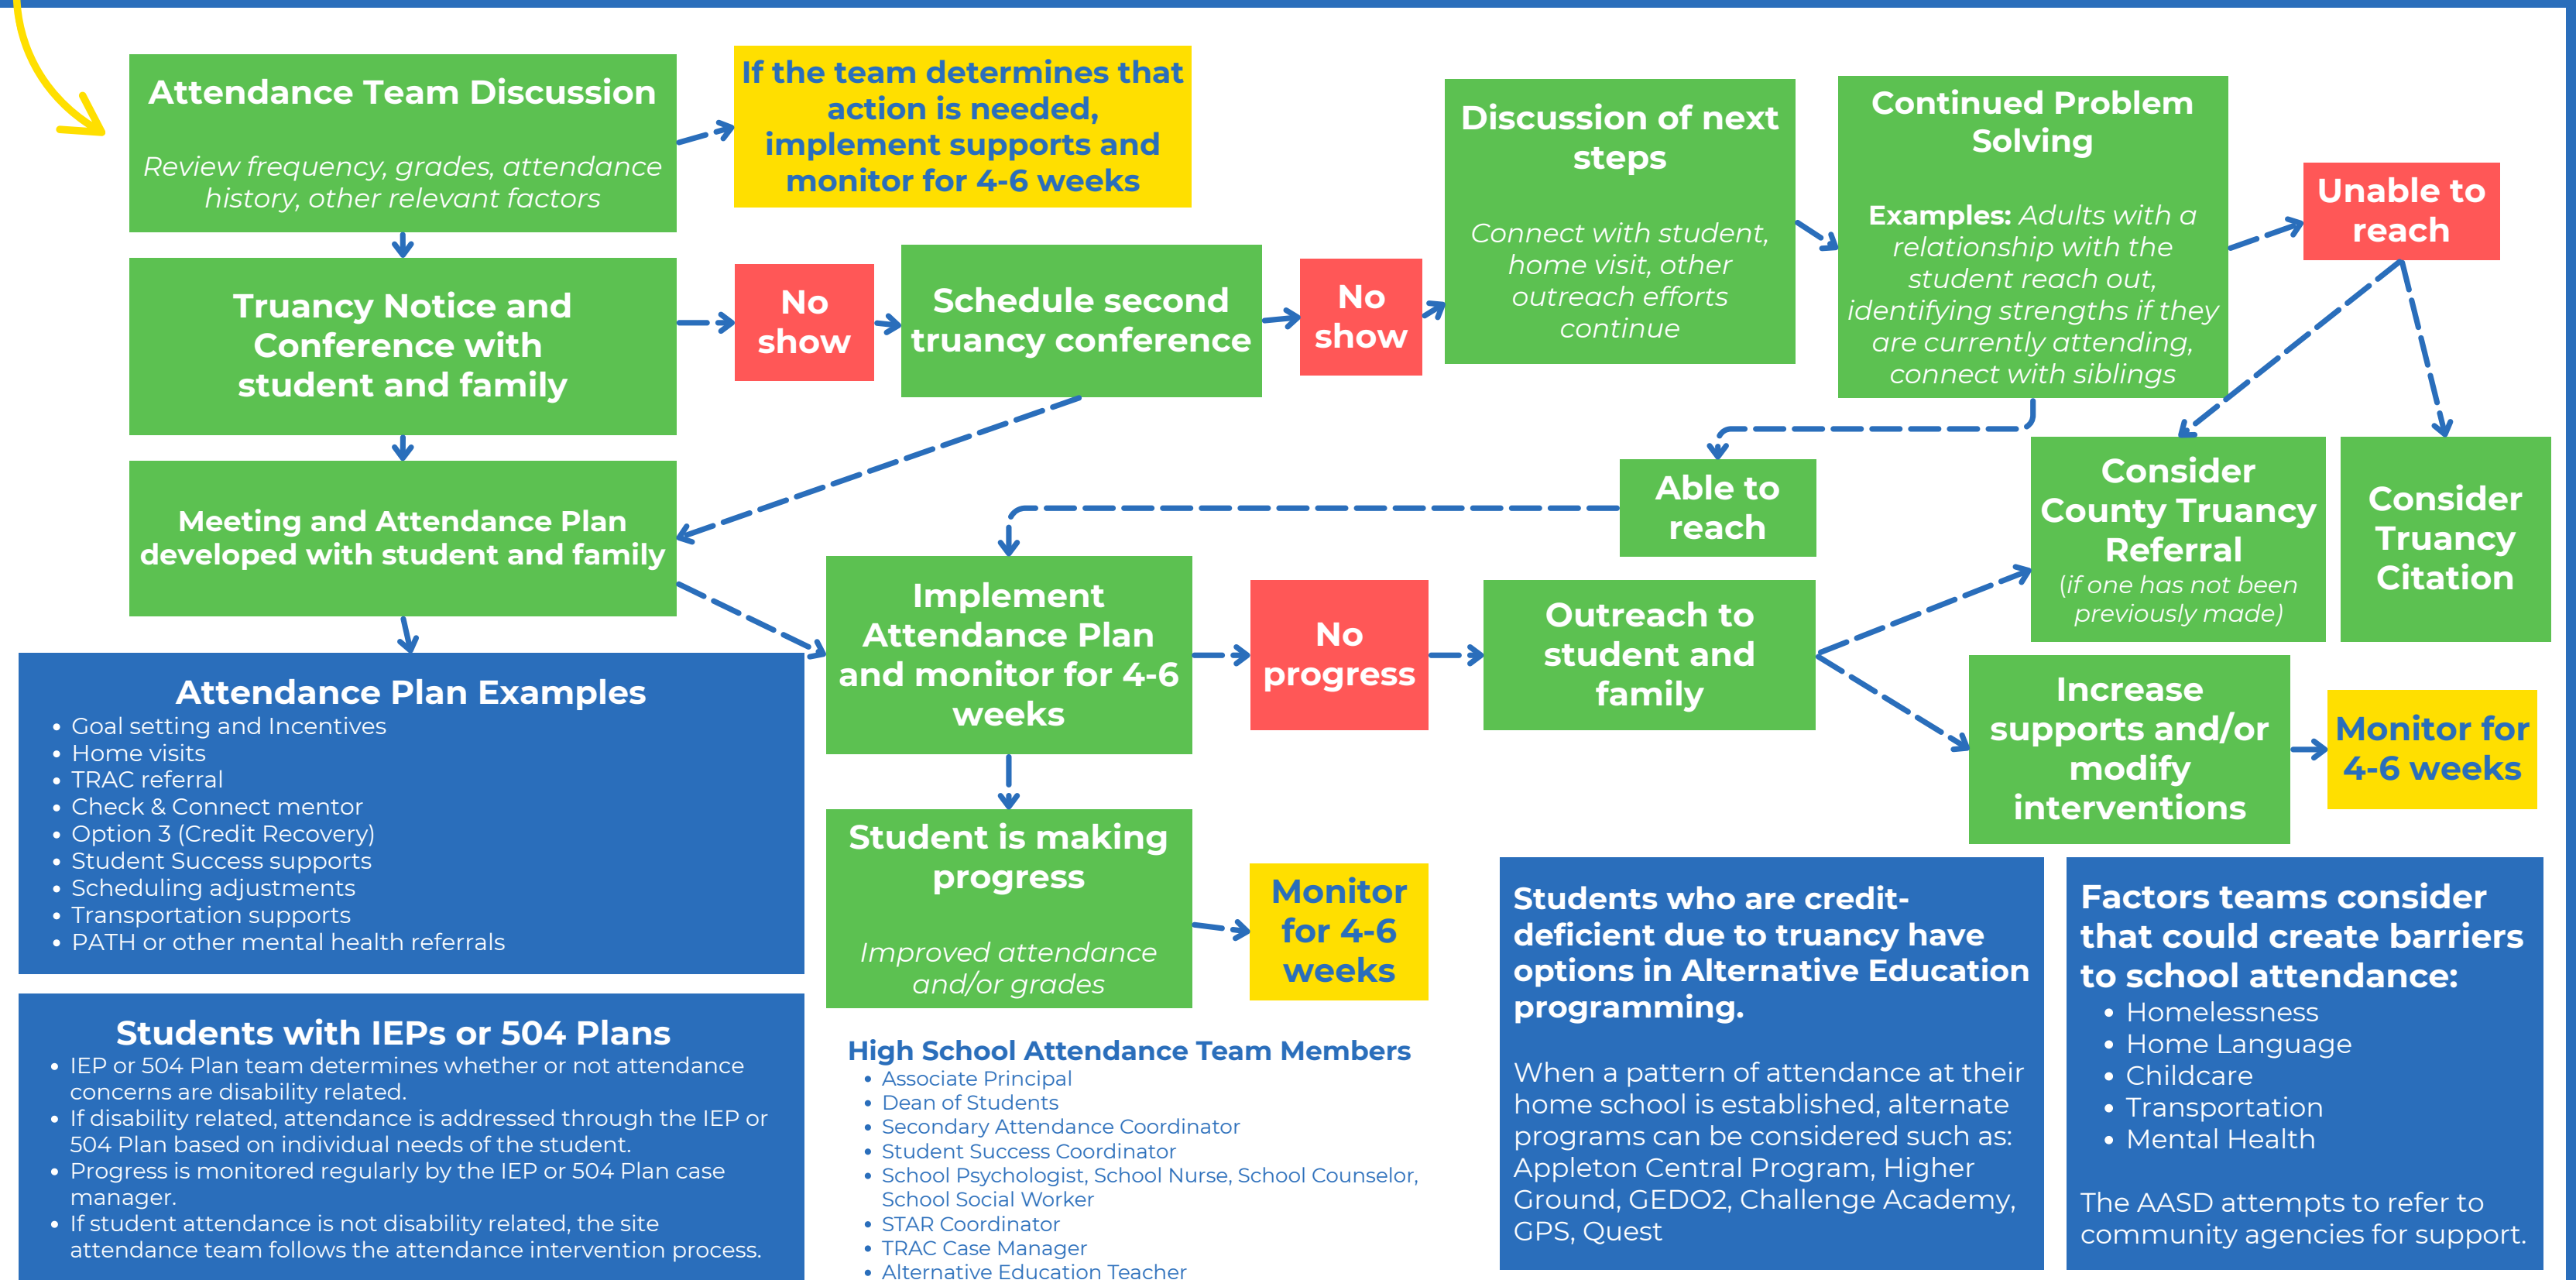 Attendance Team Discussion
Review frequency, grades, attendance
history, other relevant factors
If the team determines that
action is needed,
implement supports and
monitor for 4-6 weeks
Truancy Notice and
Conference with
student and family
No
show
Schedule second
truancy conference
No
show
Discussion of next
steps
Connect with student,
home visit, other
outreach efforts
continue
Continued Problem
Solving
Examples: Adults with a
relationship with the
student reach out,
identifying strengths if they
are currently attending,
connect with siblings
Unable to
reach
Meeting and Attendance Plan
developed with student and family
Able to
reach
Consider
County Truancy
Referral
(if one has not been
previously made)
Consider
Truancy
Citation
Implement
Attendance Plan
and monitor for 4-6
weeks
No
progress
Outreach to
student and
family
Increase
supports and/or
modify
interventions
Monitor for
4-6 weeks
Attendance Plan Examples
• Goal setting and Incentives
• Home visits
• TRAC referral
• Check & Connect mentor
• Option 3 (Credit Recovery)
• Student Success supports
• Scheduling adjustments
• Transportation supports
• PATH or other mental health referrals
Student is making
progress
Improved attendance
and/or grades
Monitor
for 4-6
weeks
Students with IEPs or 504 Plans
• IEP or 504 Plan team determines whether or not attendance
concerns are disability related.
• If disability related, attendance is addressed through the IEP or
504 Plan based on individual needs of the student.
• Progress is monitored regularly by the IEP or 504 Plan case
manager.
• If student attendance is not disability related, the site
attendance team follows the attendance intervention process.
High School Attendance Team Members
• Associate Principal
• Dean of Students
• Secondary Attendance Coordinator
• Student Success Coordinator
• School Psychologist, School Nurse, School Counselor,
School Social Worker
• STAR Coordinator
• TRAC Case Manager
• Alternative Education Teacher
Students who are credit-
deficient due to truancy have
options in Alternative Education
programming.
When a pattern of attendance at their
home school is established, alternate
programs can be considered such as:
Appleton Central Program, Higher
Ground, GEDO2, Challenge Academy,
GPS, Quest
Factors teams consider
that could create barriers
to school attendance:
• Homelessness
• Home Language
• Childcare
• Transportation
• Mental Health
The AASD attempts to refer to
community agencies for support.